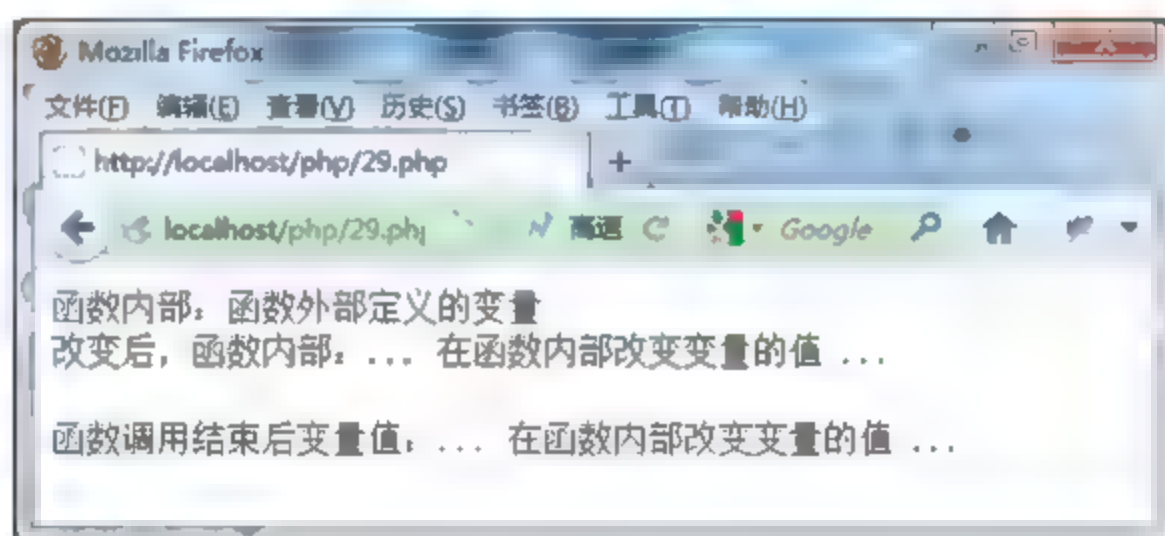 Mozilla Firefox
文件(F) 编辑(E) 查看(V) 历史(S) 书签(B) 工具(T) 帮助(H)
http://localhost/php/29.php +
localhost/php/29.php 高速 Google
函数内部：函数外部定义的变量
改变后，函数内部：... 在函数内部改变变量的值 ...
函数调用结束后变量值：... 在函数内部改变变量的值 ...